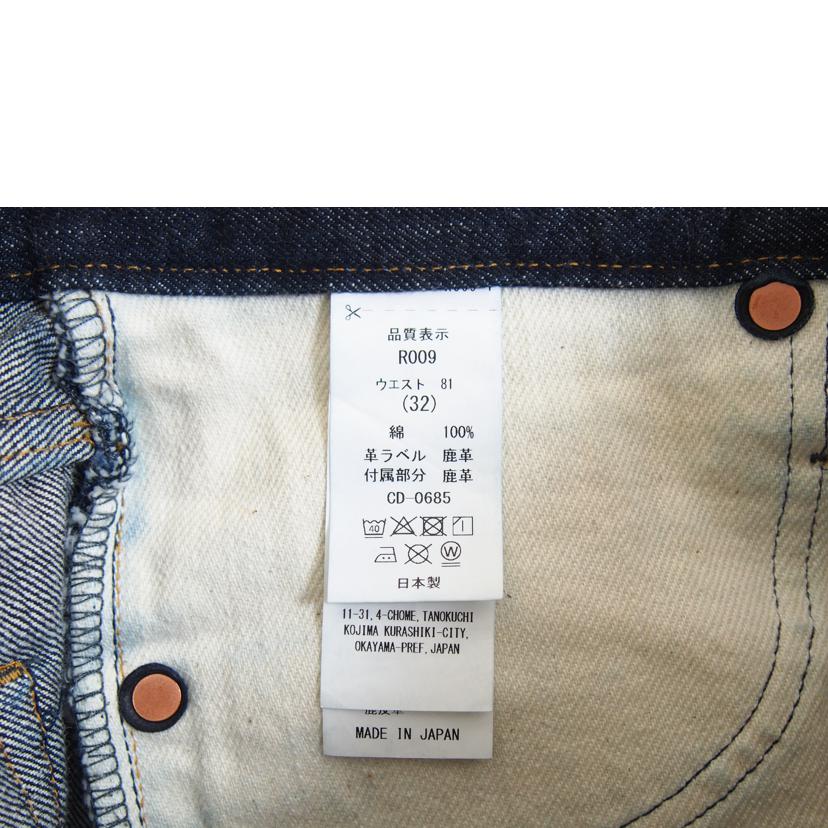 品質表示
R009
ウエスト 81
(32)
綿 100%
革ラベル 鹿革
付属部分 鹿革
CD-0685
40
W
日本製
11-31,4-CHOME,TANOKUCHI
KOJIMA KURASHIKI-CITY,
OKAYAMA-PREF,JAPAN
MADE IN JAPAN